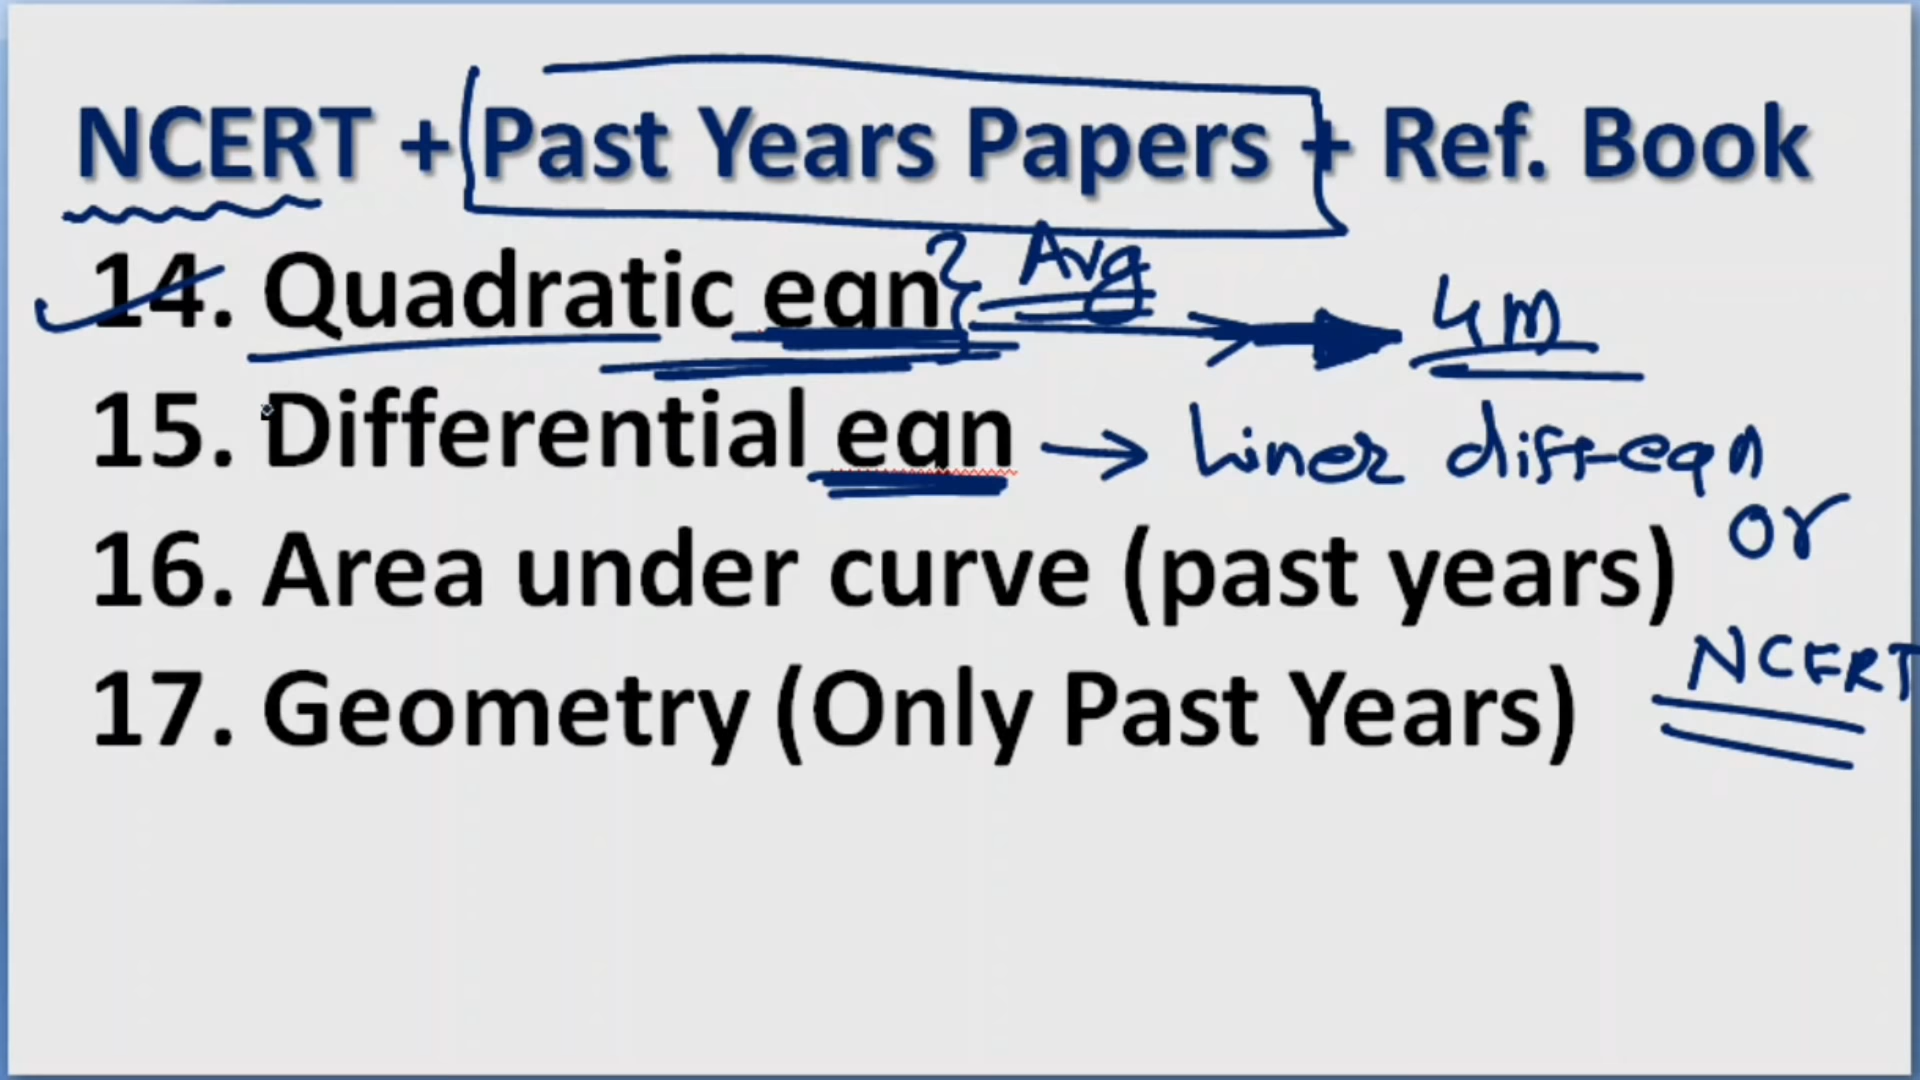 NCERT + Past Years Papers + Ref. Book
14. Quadratic eqn Avg 4m
15. Differential eqn → Liner diff-eqn
or
16. Area under curve (past years)
NCERT
17. Geometry (Only Past Years)